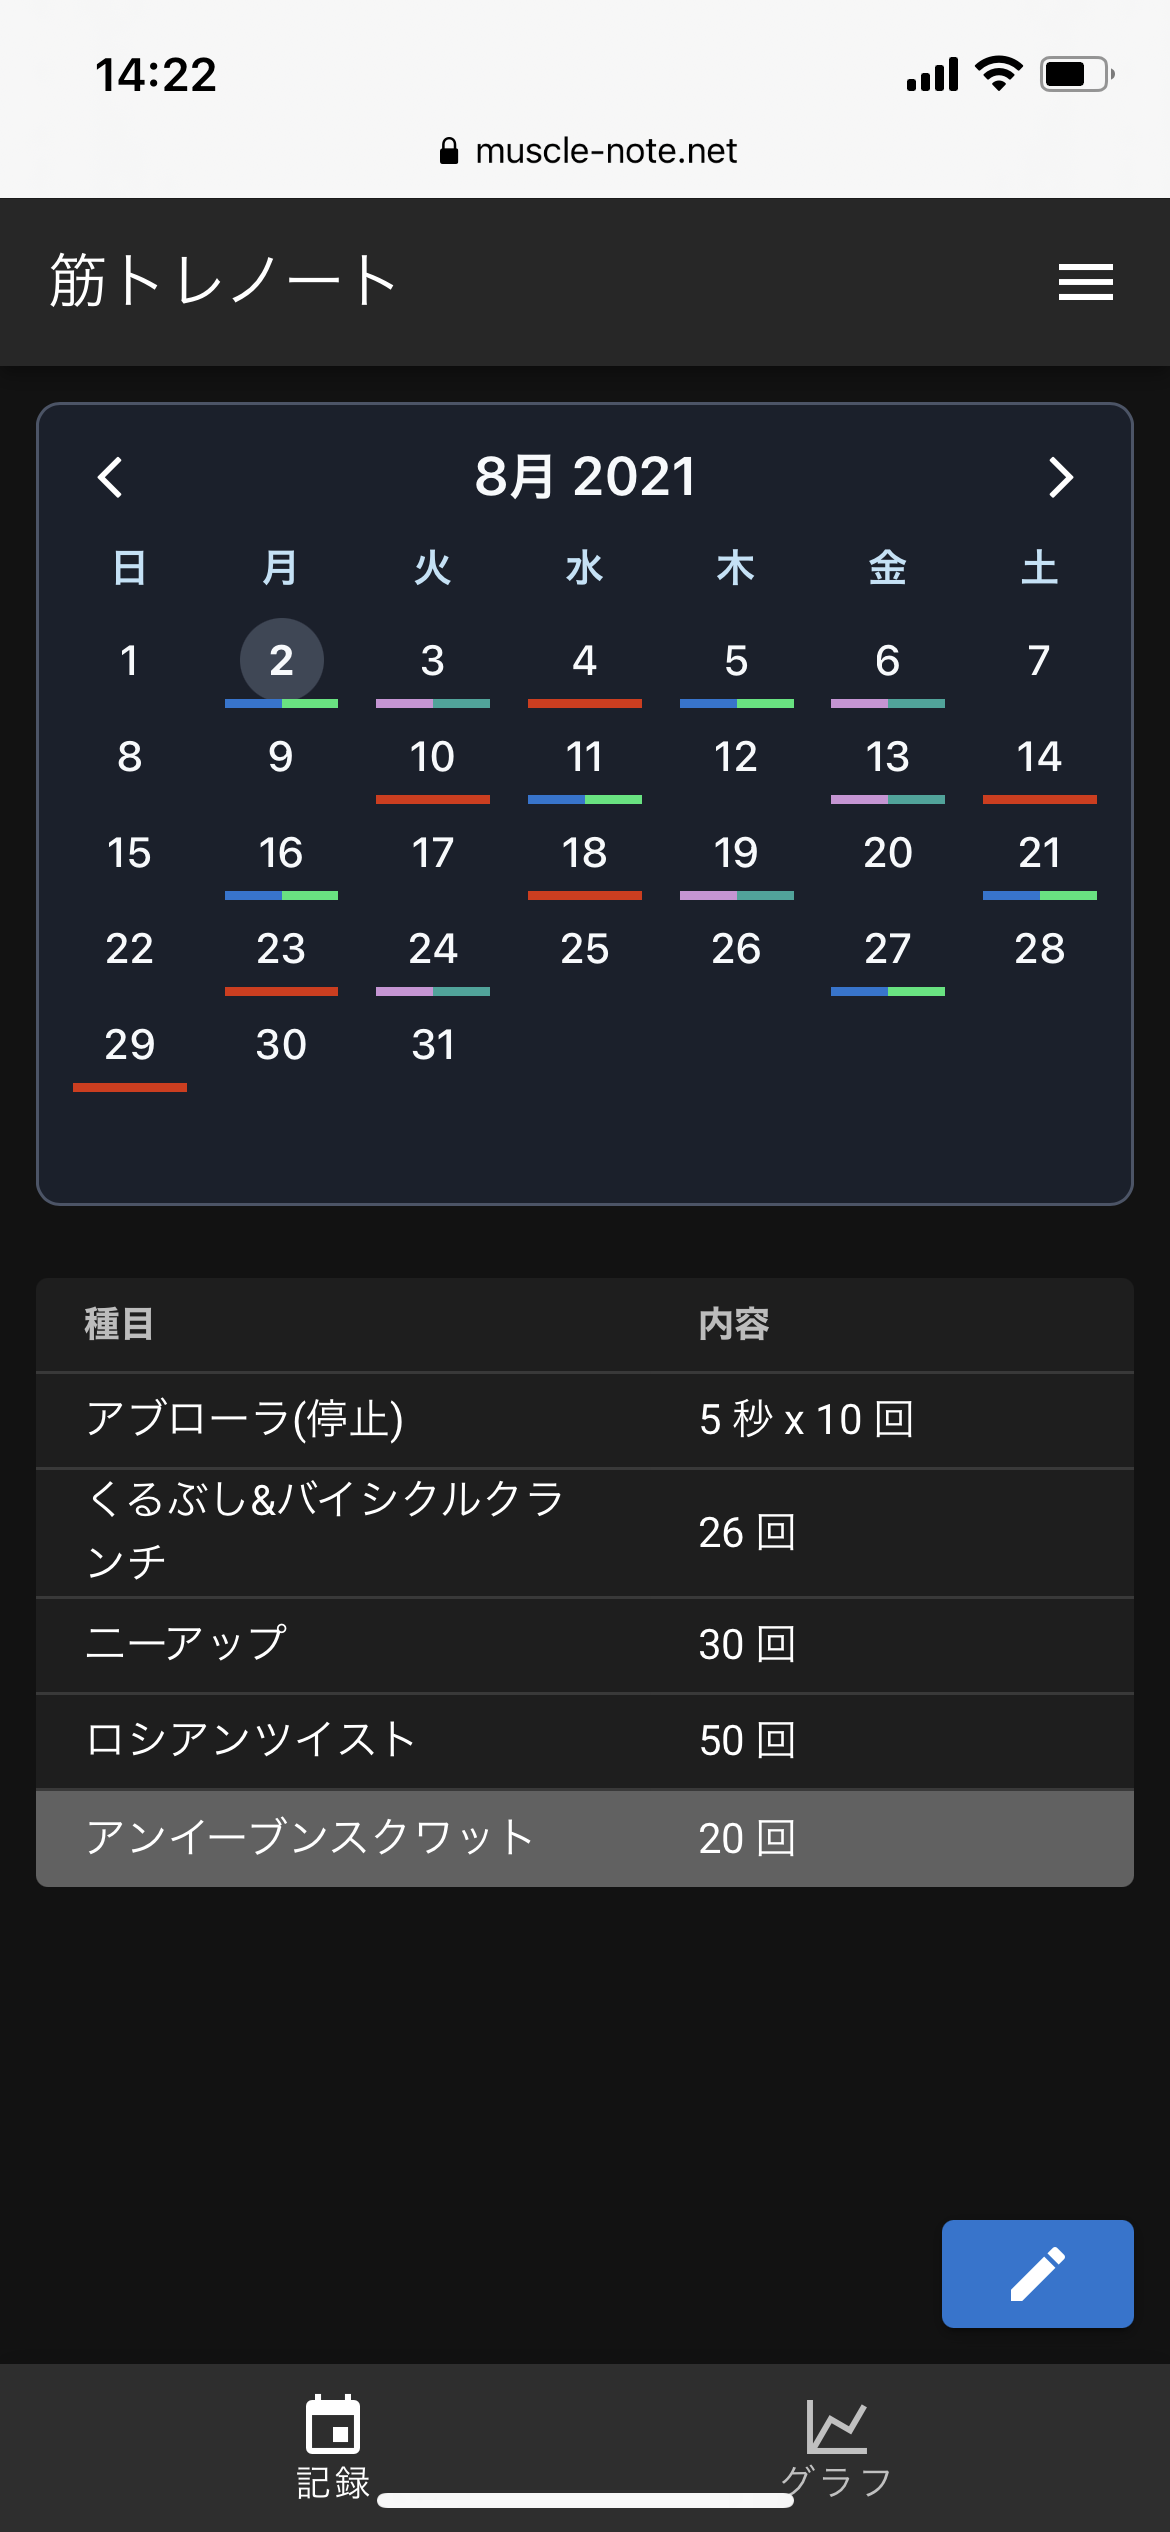 14:22
muscle-note.net
筋トレノート
8月 2021
日 月 火 水 木 金 土
1 2 3 4 5 6 7
8 9 10 11 12 13 14
15 16 17 18 19 20 21
22 23 24 25 26 27 28
29 30 31
種目 内容
アブローラ(停止) 5 秒 x 10 回
くるぶし&バイシクルクラ
ンチ 26 回
ニーアップ 30 回
ロシアンツイスト 50 回
アンイーブンスクワット 20 回
記録 グラフ